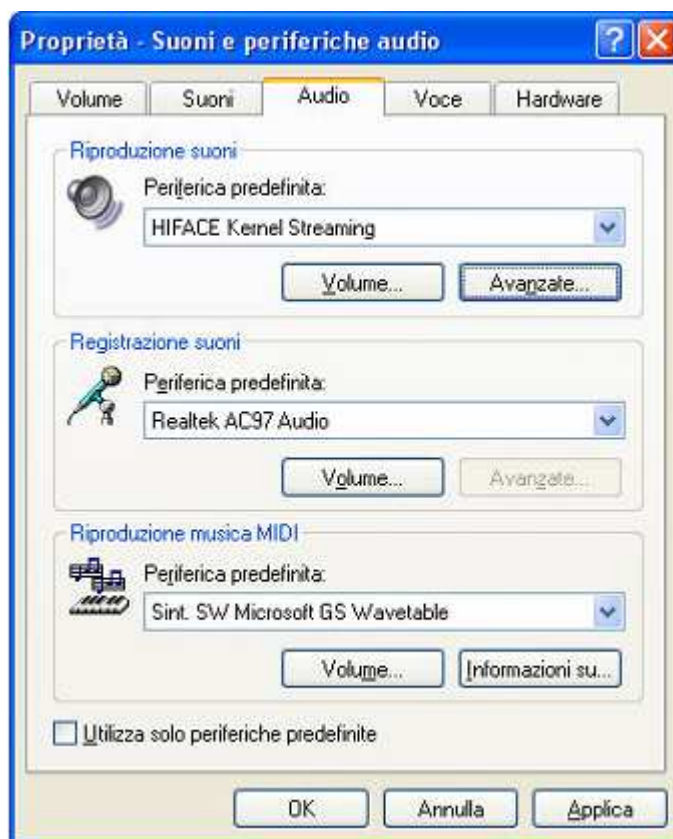 Proprietà - Suoni e periferiche audio
Volume Suoni Audio Voce Hardware
Riproduzione suoni
Periferica predefinita:
HIFACE Kernel Streaming
Volume... Avanzate...
Registrazione suoni
Periferica predefinita:
Realtek AC97 Audio
Volume... Avanzate...
Riproduzione musica MIDI
Periferica predefinita:
Sint. SW Microsoft GS Wavetable
Volume... Informazioni su...
Utilizza solo periferiche predefinite
OK Annulla Applica